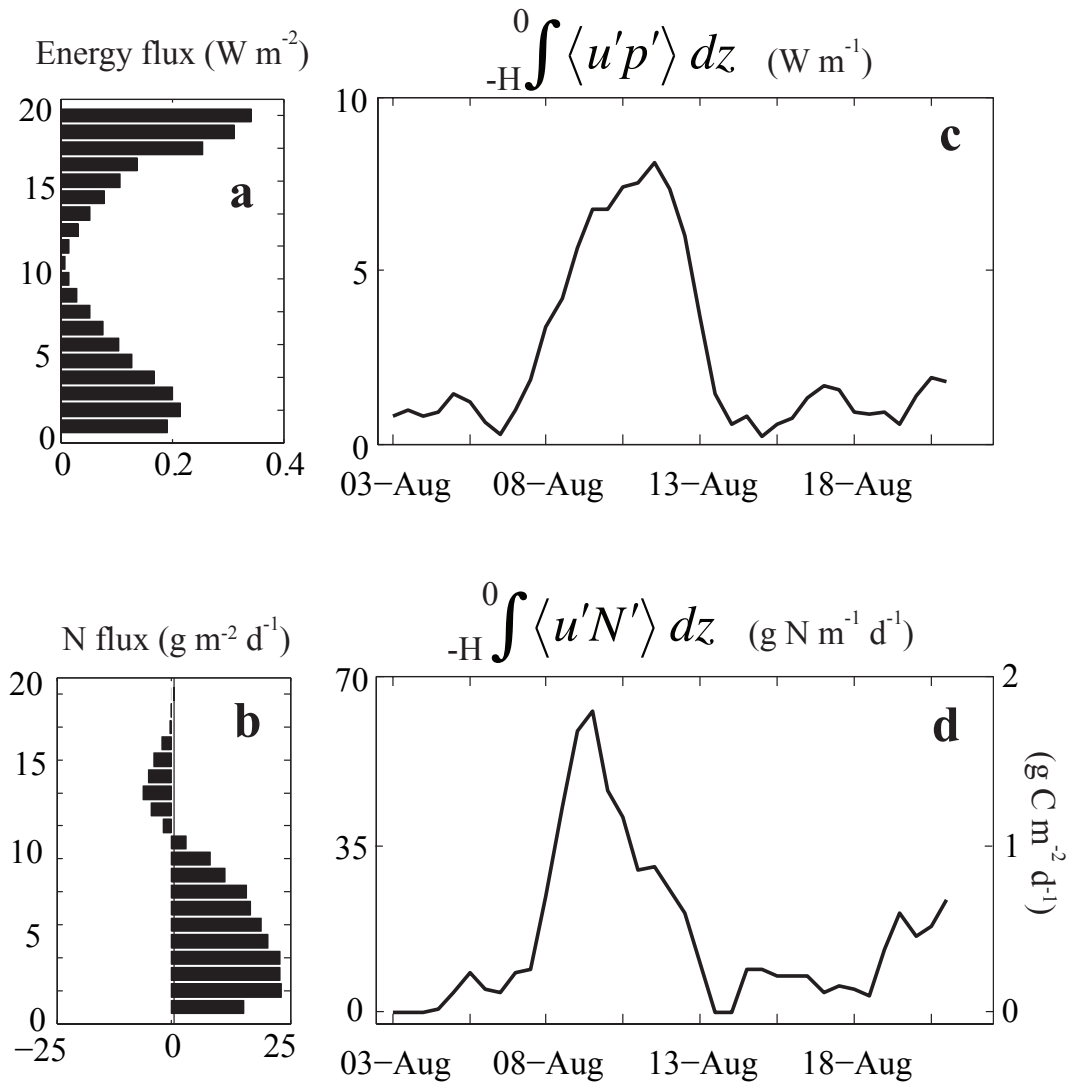 Energy flux (W m-2)
20
15
10
5
0
0 0.2 0.4
a
0
-H∫ ⟨u'p'⟩ dz (W m-1)
10
5
0
03−Aug 08−Aug 13−Aug 18−Aug
c
N flux (g m-2 d-1)
20
15
10
5
0
−25 0 25
b
0
-H ∫ ⟨u'N'⟩ dz (g N m-1 d-1)
70
35
0
03−Aug 08−Aug 13−Aug 18−Aug
d
2
1
0
(g C m-2 d-1)